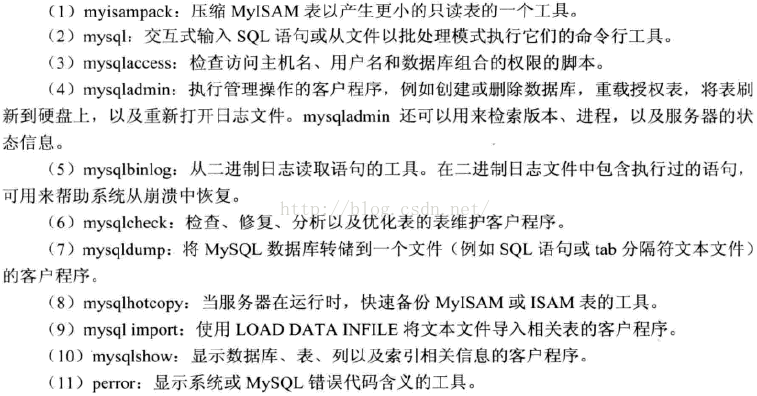 （1）myisampack：压缩 MyISAM 表以产生更小的只读表的一个工具。
（2）mysql：交互式输入 SQL 语句或从文件以批处理模式执行它们的命令行工具。
（3）mysqlaccess：检查访问主机名、用户名和数据库组合的权限的脚本。
（4）mysqladmin：执行管理操作的客户程序，例如创建或删除数据库，重载授权表，将表刷
新到硬盘上，以及重新打开日志文件。mysqladmin 还可以用来检索版本、进程，以及服务器的状
态信息。
（5）mysqlbinlog：从二进制日志读取语句的工具。在二进制日志文件中包含执行过的语句，
可用来帮助系统从崩溃中恢复。
http://blog.csdn.net/
（6）mysqlcheck：检查、修复、分析以及优化表的表维护客户程序。
（7）mysqldump：将 MySQL 数据库转储到一个文件（例如 SQL 语句或 tab 分隔符文本文件）
的客户程序。
（8）mysqlhotcopy：当服务器在运行时，快速备份 MyISAM 或 ISAM 表的工具。
（9）mysql import：使用 LOAD DATA INFILE 将文本文件导入相关表的客户程序。
（10）mysqlshow：显示数据库、表、列以及索引相关信息的客户程序。
（11）perror：显示系统或 MySQL 错误代码含义的工具。